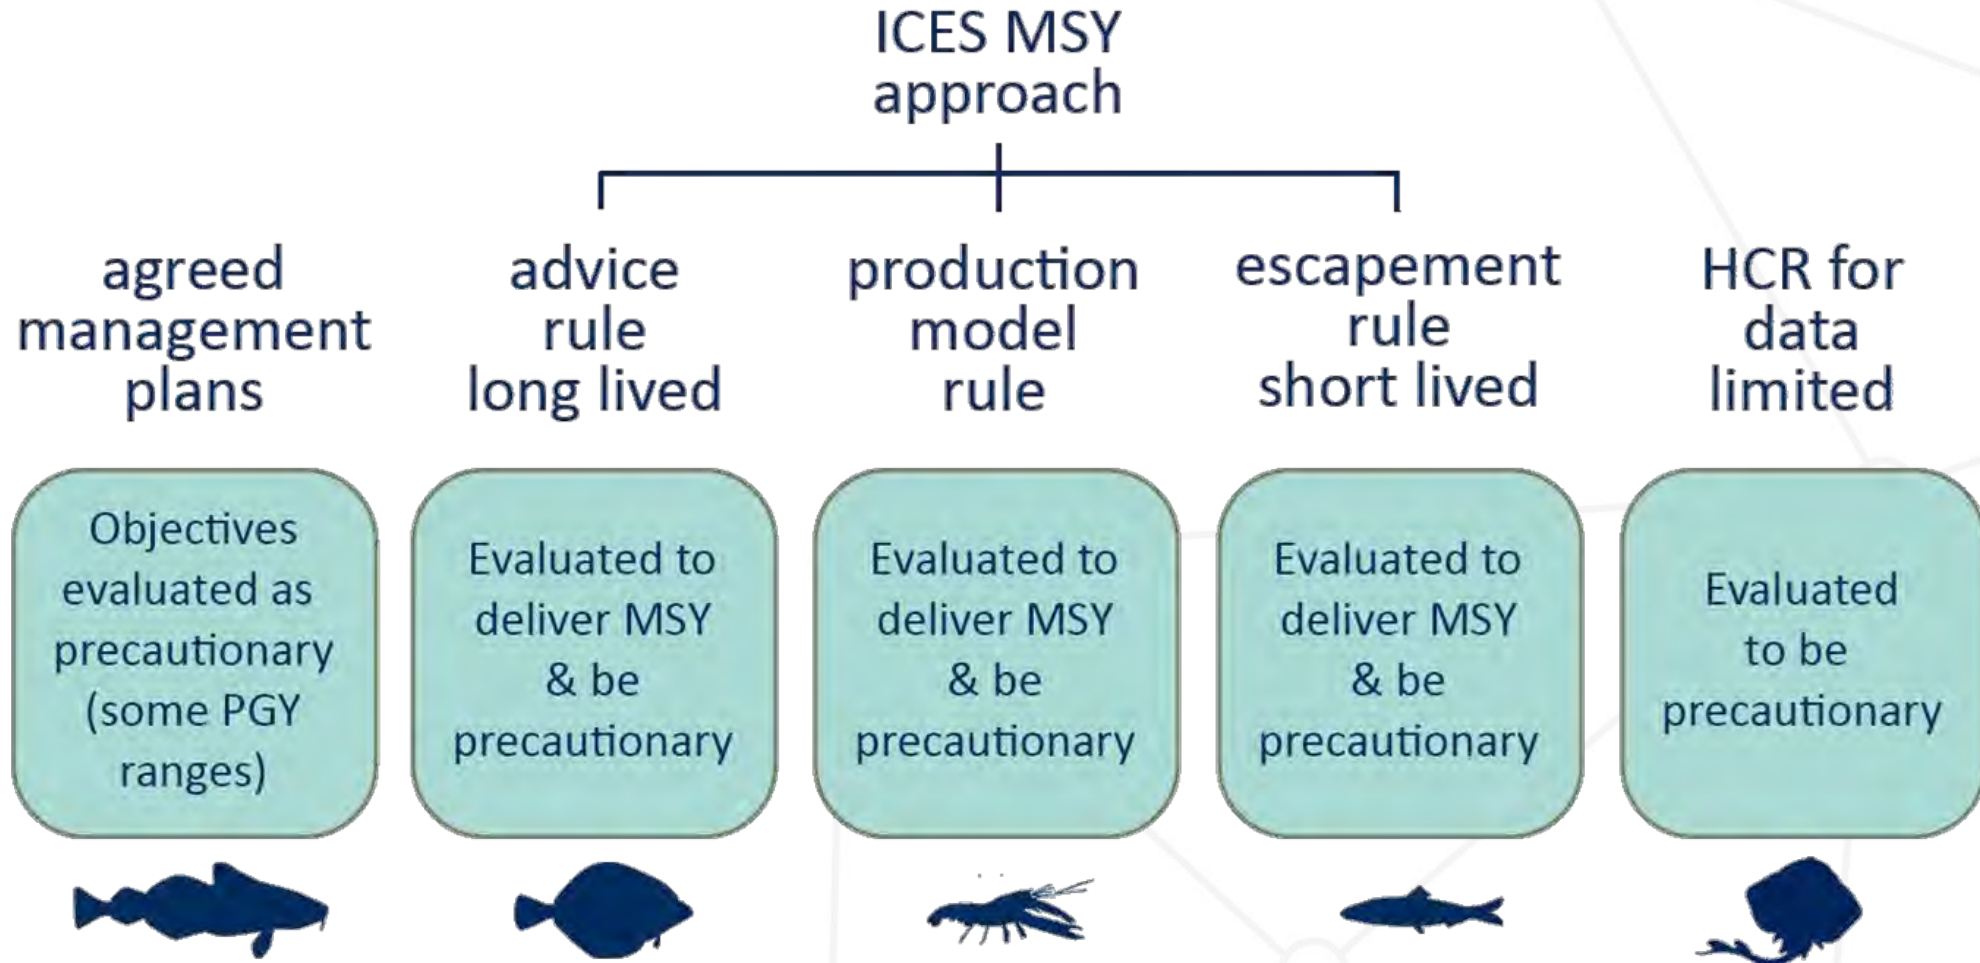 ICES MSY
approach
agreed
management
plans
advice
rule
long lived
production
model
rule
escapement
rule
short lived
HCR for
data
limited
Objectives
evaluated as
precautionary
(some PGY
ranges)
Evaluated to
deliver MSY
& be
precautionary
Evaluated to
deliver MSY
& be
precautionary
Evaluated to
deliver MSY
& be
precautionary
Evaluated
to be
precautionary